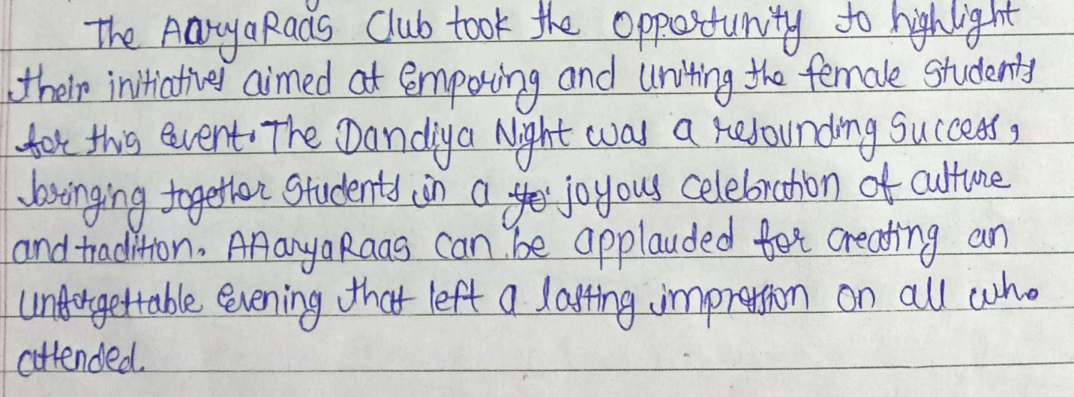 The AaryaRaas Club took the opportunity to highlight
their initiatives aimed at Emporing and uniting the female students
for this event. The Dandiya Night was a resounding success,
bringing together students in a joyous celebration of culture
and tradition. AAaryaRaas can be applauded for creating an
unforgettable evening that left a lasting impression on all who
attended.